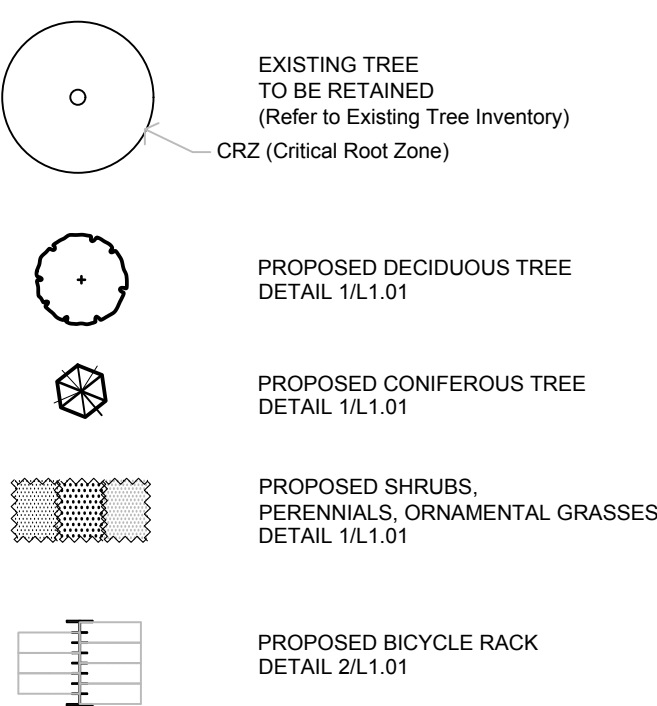 EXISTING TREE
TO BE RETAINED
(Refer to Existing Tree Inventory)
CRZ (Critical Root Zone)
PROPOSED DECIDUOUS TREE
DETAIL 1/L1.01
PROPOSED CONIFEROUS TREE
DETAIL 1/L1.01
PROPOSED SHRUBS,
PERENNIALS, ORNAMENTAL GRASSES
DETAIL 1/L1.01
PROPOSED BICYCLE RACK
DETAIL 2/L1.01